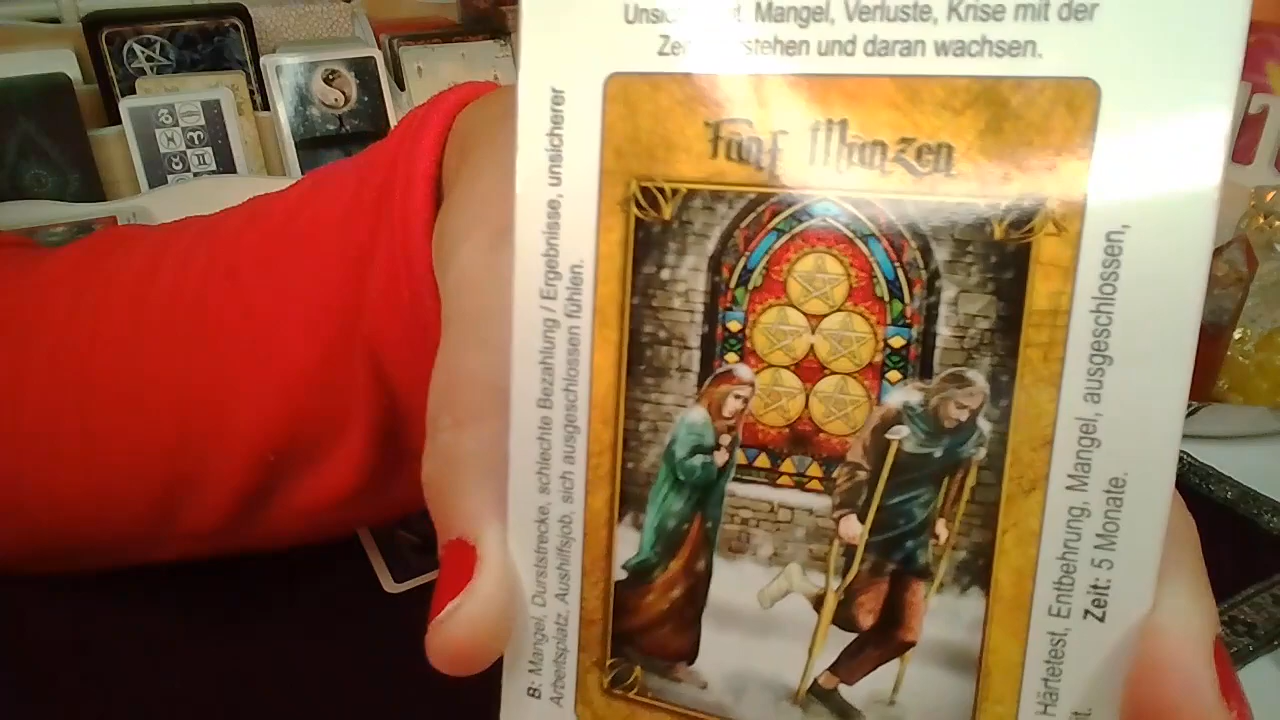 Mangel, Verluste, Krise mit der
stehen und daran wachsen.
Fünf Münzen
B: Mangel, Durststrecke, schlechte Bezahlung / Ergebnisse, unsicherer
Arbeitsplatz, Aushilfsjob, sich ausgeschlossen fühlen.
Härtetest, Entbehrung, Mangel, ausgeschlossen,
Zeit: 5 Monate.